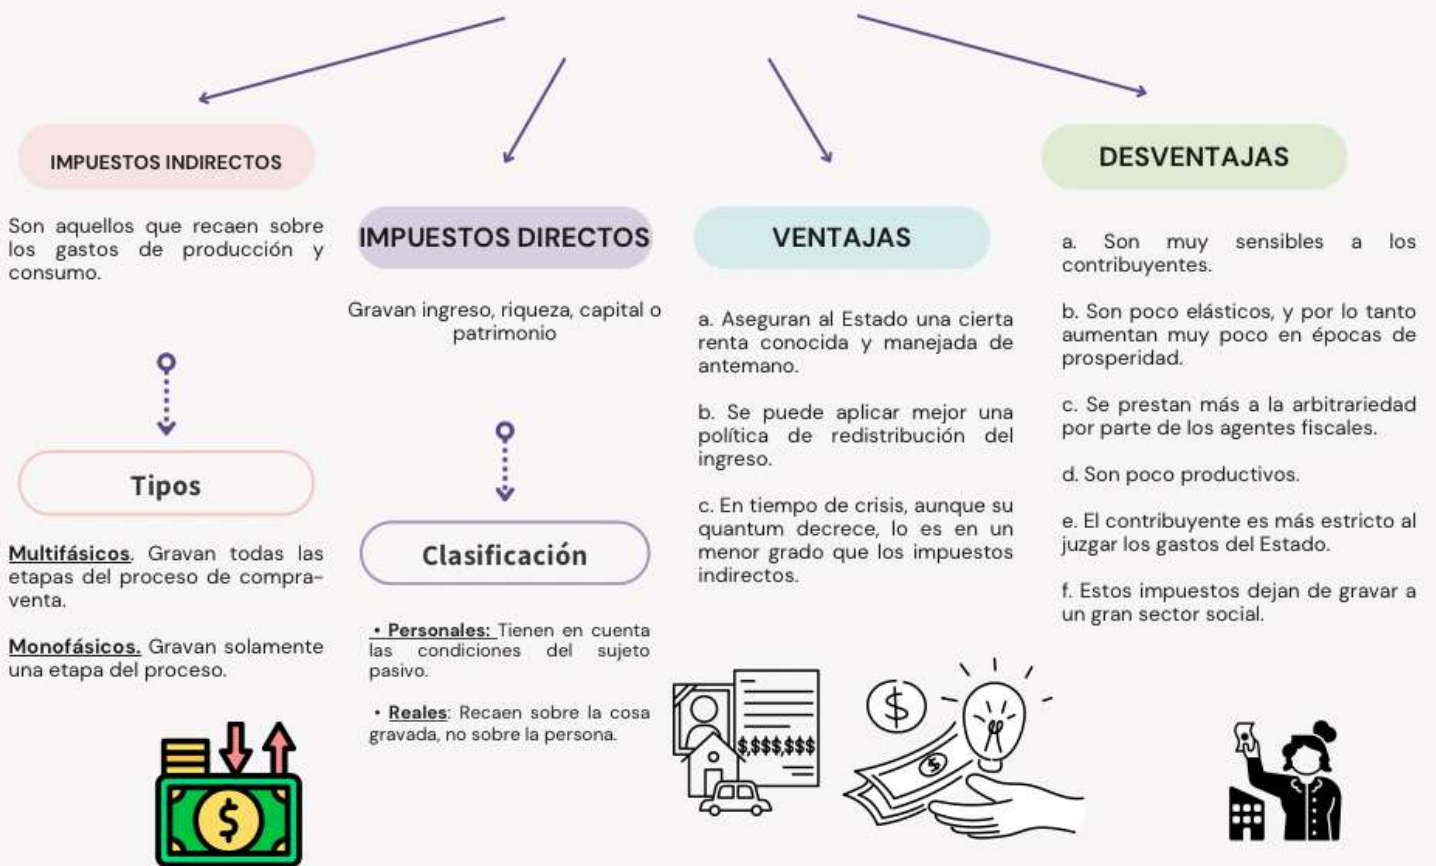 IMPUESTOS INDIRECTOS
Son aquellos que recaen sobre
los gastos de producción y
consumo.
Tipos
Multifásicos. Gravan todas las
etapas del proceso de compra-
venta.
Monofásicos. Gravan solamente
una etapa del proceso.
IMPUESTOS DIRECTOS
Gravan ingreso, riqueza, capital o
patrimonio
Clasificación
• Personales: Tienen en cuenta
las condiciones del sujeto
pasivo.
• Reales: Recaen sobre la cosa
gravada, no sobre la persona.
VENTAJAS
a. Aseguran al Estado una cierta
renta conocida y manejada de
antemano.
b. Se puede aplicar mejor una
política de redistribución del
ingreso.
c. En tiempo de crisis, aunque su
quantum decrece, lo es en un
menor grado que los impuestos
indirectos.
DESVENTAJAS
a. Son muy sensibles a los
contribuyentes.
b. Son poco elásticos, y por lo tanto
aumentan muy poco en épocas de
prosperidad.
c. Se prestan más a la arbitrariedad
por parte de los agentes fiscales.
d. Son poco productivos.
e. El contribuyente es más estricto al
juzgar los gastos del Estado.
f. Estos impuestos dejan de gravar a
un gran sector social.
$
$,$$$,$$$
$
$